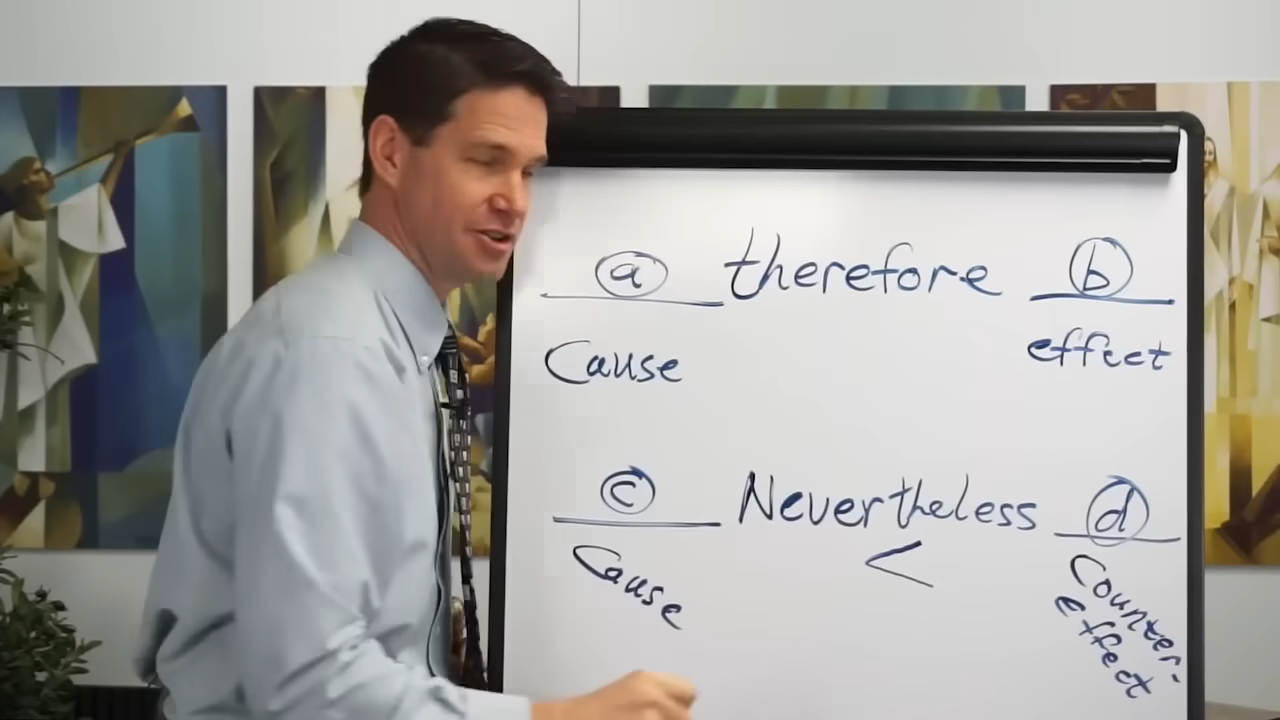 ⓐ therefore ⓑ
Cause effect
ⓒ Nevertheless ⓓ
Cause < Counter-
effect